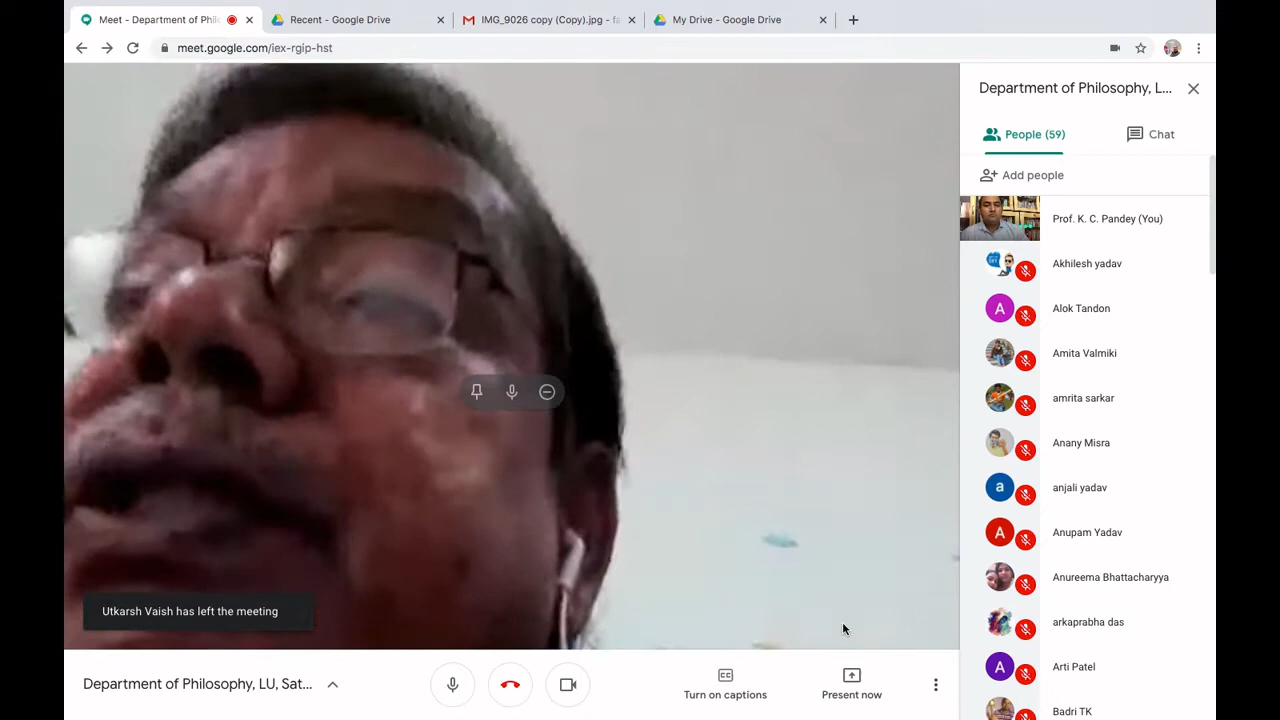 Meet - Department of Phil
Recent - Google Drive
IMG_9026 copy (Copy).jpg - fa
My Drive - Google Drive
meet.google.com/iex-rgip-hst
Department of Philosophy, L...
People (59)
Chat
Add people
Prof. K. C. Pandey (You)
Akhilesh yadav
A
Alok Tandon
Amita Valmiki
amrita sarkar
Anany Misra
a
anjali yadav
A
Anupam Yadav
Anureema Bhattacharyya
Utkarsh Vaish has left the meeting
arkaprabha das
A
Arti Patel
Department of Philosophy, LU, Sat...
CC
Turn on captions
Present now
Badri TK